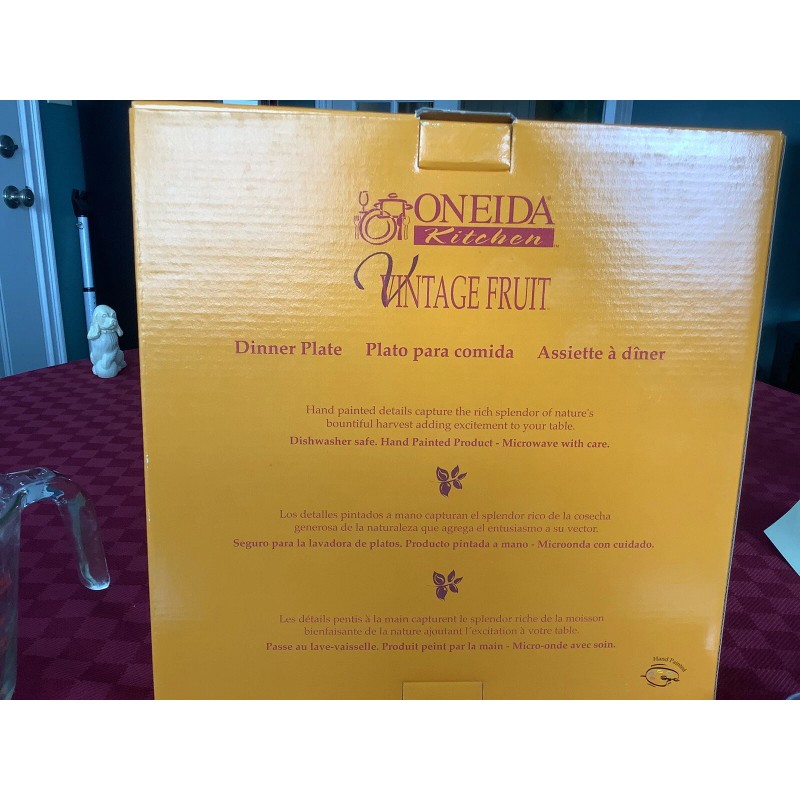 ONEIDA
Kitchen™
VINTAGE FRUIT
Dinner Plate Plato para comida Assiette à dîner
Hand painted details capture the rich splendor of nature's
bountiful harvest adding excitement to your table.
Dishwasher safe. Hand Painted Product - Microwave with care.
Los detalles pintados a mano capturan el splendor rico de la cosecha
generosa de la naturaleza que agrega el entusiasmo a su vector.
Seguro para la lavadora de platos. Producto pintada a mano - Microonda con cuidado.
Les détails pentis à la main capturent le splendor riche de la moisson
bienfaisante de la nature ajoutant l'excitation à votre table.
Passe au lave-vaisselle. Produit peint par la main - Micro-onde avec soin.
Hand Painted